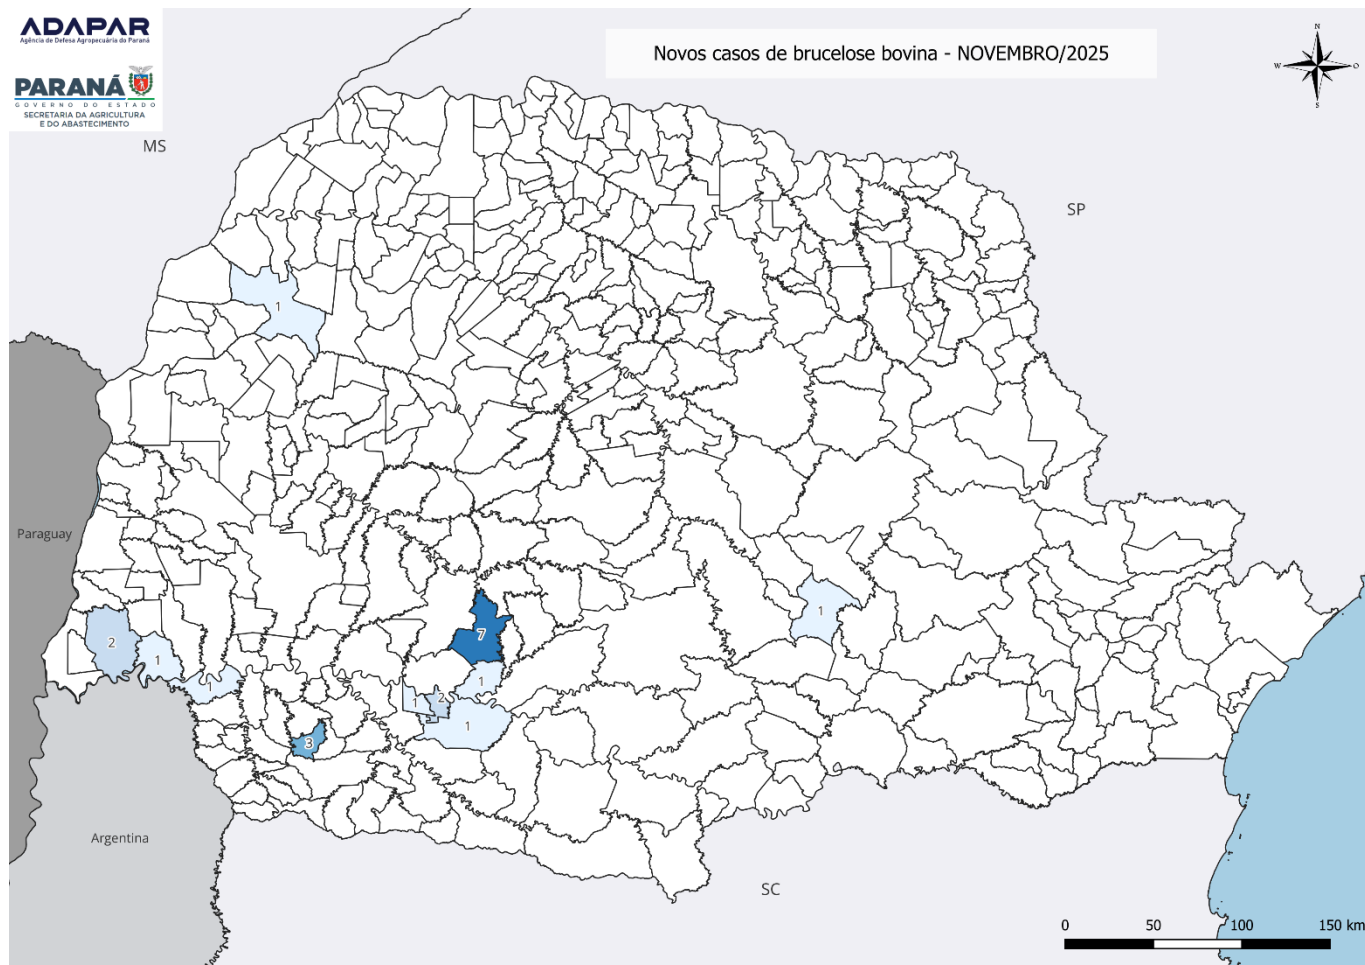 ADAPAR
Agência de Defesa Agropecuária do Paraná
PARANÁ
GOVERNO DO ESTADO
SECRETARIA DA AGRICULTURA
E DO ABASTECIMENTO
Novos casos de brucelose bovina - NOVEMBRO/2025
N
W
O
S
MS
SP
1
Paraguay
1
7
2
1
1
1
1
2
1
3
Argentina
SC
0 50 100 150 km